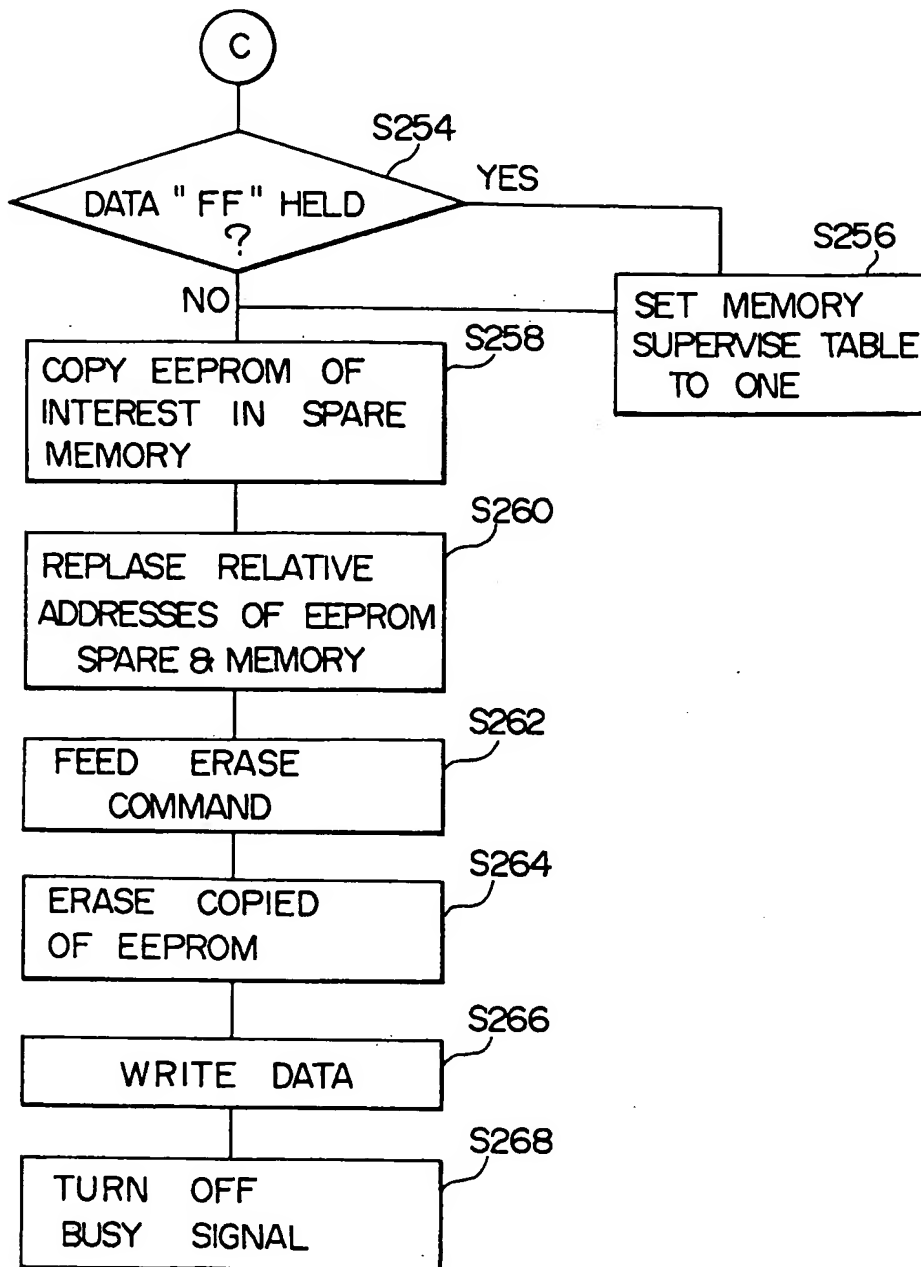 C
S254
DATA "FF" HELD
?
YES
NO
S256
SET MEMORY
SUPERVISE TABLE
TO ONE
S258
COPY EEPROM OF
INTEREST IN SPARE
MEMORY
S260
REPLASE RELATIVE
ADDRESSES OF EEPROM
SPARE & MEMORY
S262
FEED ERASE
COMMAND
S264
ERASE COPIED
OF EEPROM
S266
WRITE DATA
S268
TURN OFF
BUSY SIGNAL